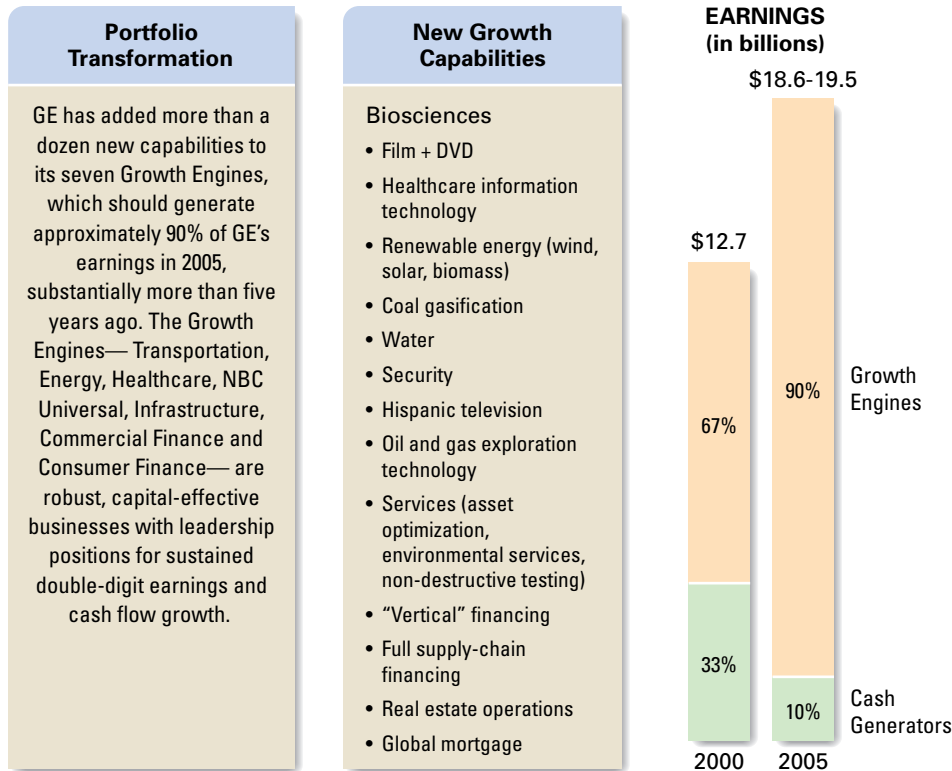 Portfolio
Transformation
GE has added more than a
dozen new capabilities to
its seven Growth Engines,
which should generate
approximately 90% of GE's
earnings in 2005,
substantially more than five
years ago. The Growth
Engines— Transportation,
Energy, Healthcare, NBC
Universal, Infrastructure,
Commercial Finance and
Consumer Finance— are
robust, capital-effective
businesses with leadership
positions for sustained
double-digit earnings and
cash flow growth.
New Growth
Capabilities
Biosciences
• Film + DVD
• Healthcare information
technology
• Renewable energy (wind,
solar, biomass)
• Coal gasification
• Water
• Security
• Hispanic television
• Oil and gas exploration
technology
• Services (asset
optimization,
environmental services,
non-destructive testing)
• “Vertical” financing
• Full supply-chain
financing
• Real estate operations
• Global mortgage
EARNINGS
(in billions)
$18.6-19.5
$12.7
90%
Growth
Engines
67%
33%
10%
Cash
Generators
2000
2005